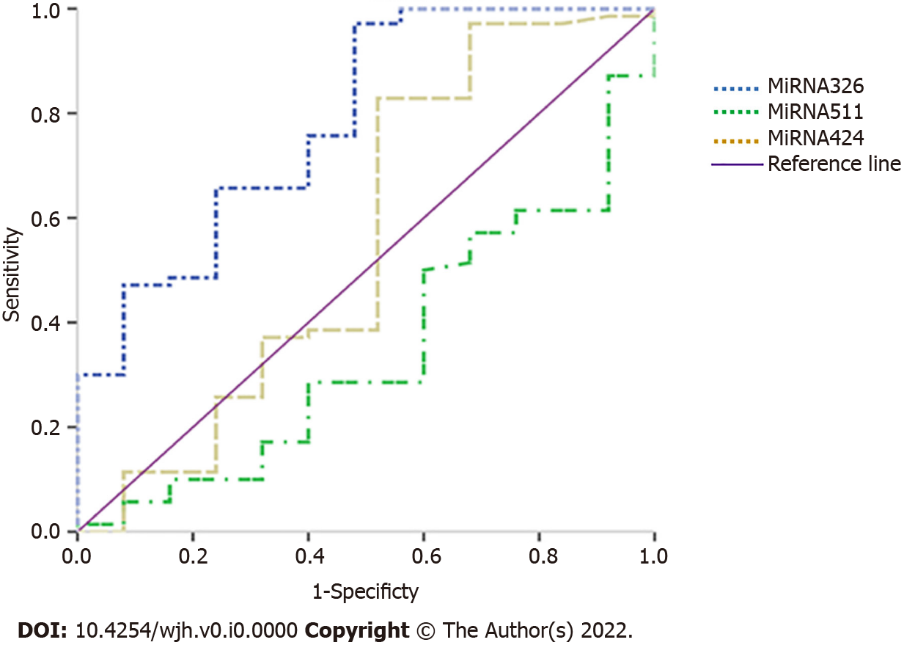 1.0
0.8
0.6
0.4
0.2
0.0
Sensitivity
0.0 0.2 0.4 0.6 0.8 1.0
1-Specificty
MiRNA326
MiRNA511
MiRNA424
Reference line
DOI: 10.4254/wjh.v0.i0.0000 Copyright © The Author(s) 2022.